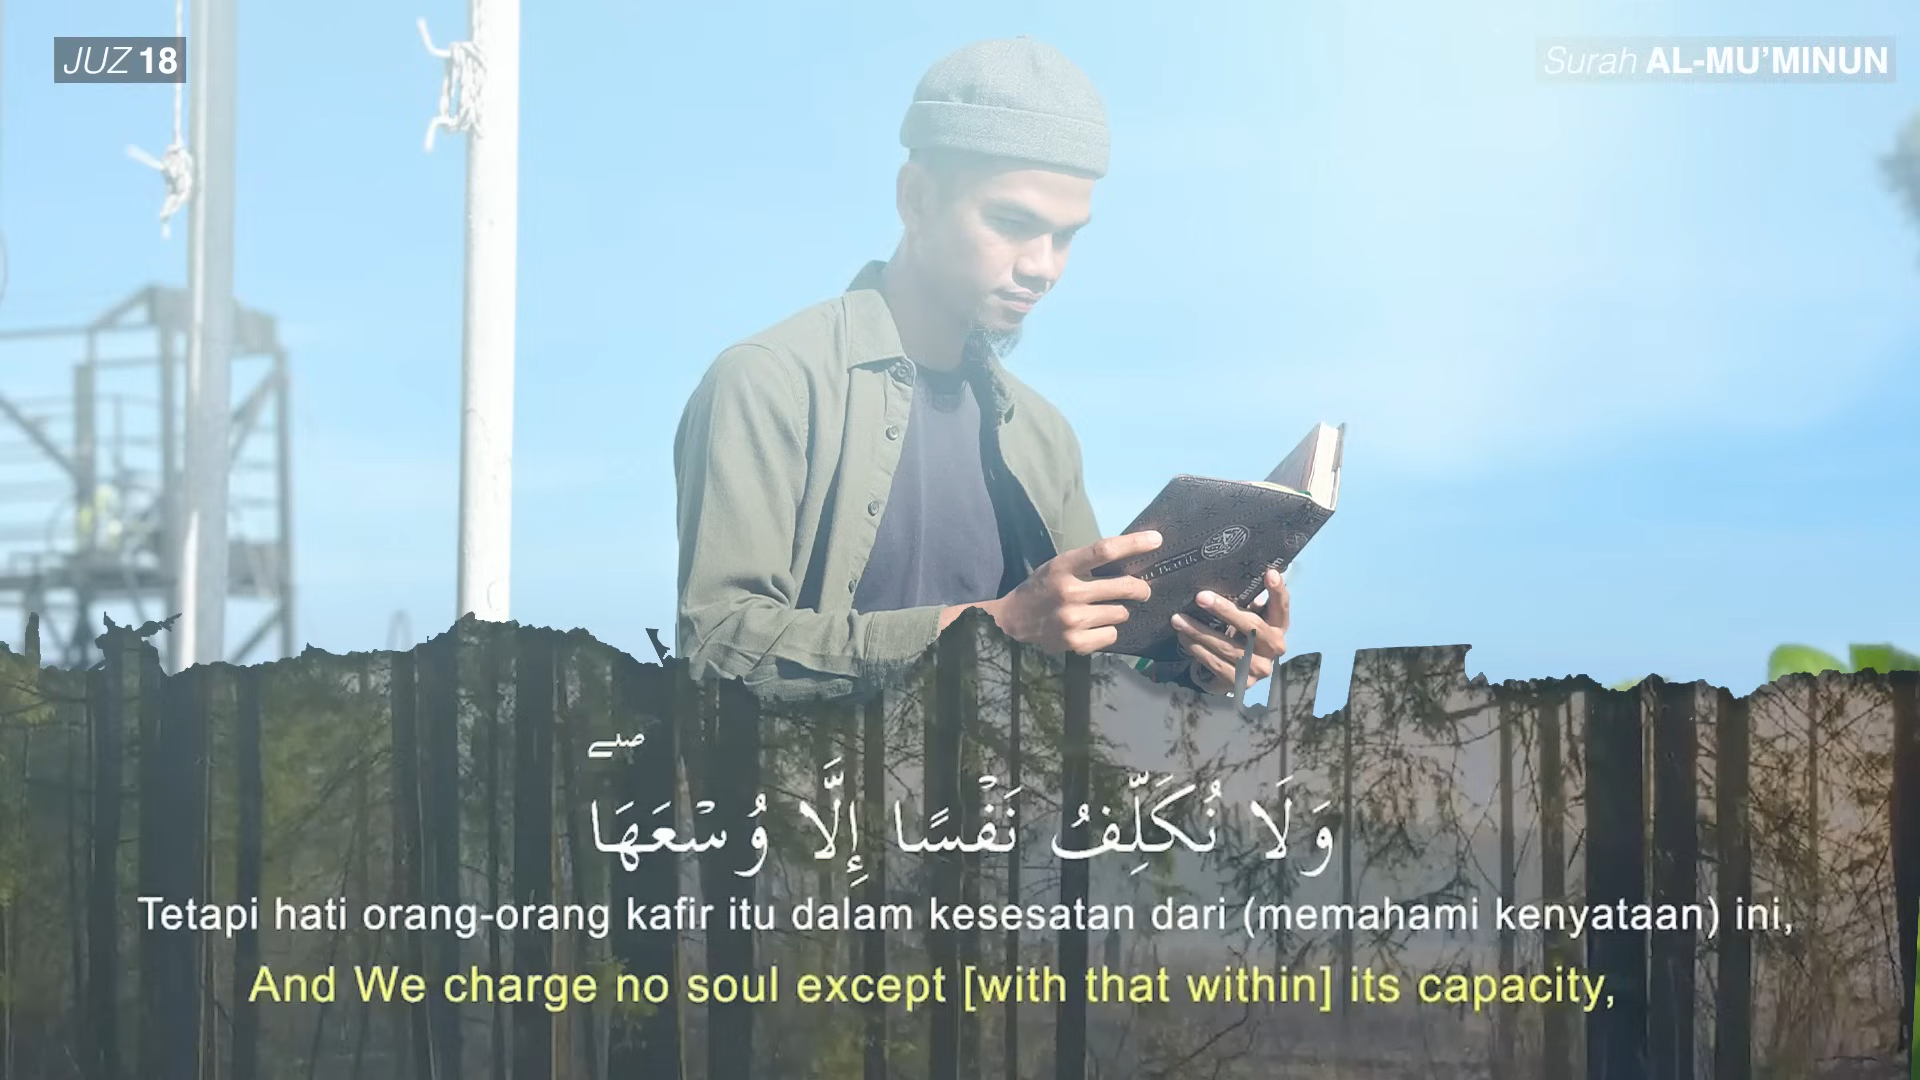 JUZ 18
Surah AL-MU’MINUN
وَلَا نُكَلِّفُ نَفْسًا إِلَّا وُسْعَهَا ۖ
Tetapi hati orang-orang kafir itu dalam kesesatan dari (memahami kenyataan) ini,
And We charge no soul except [with that within] its capacity,